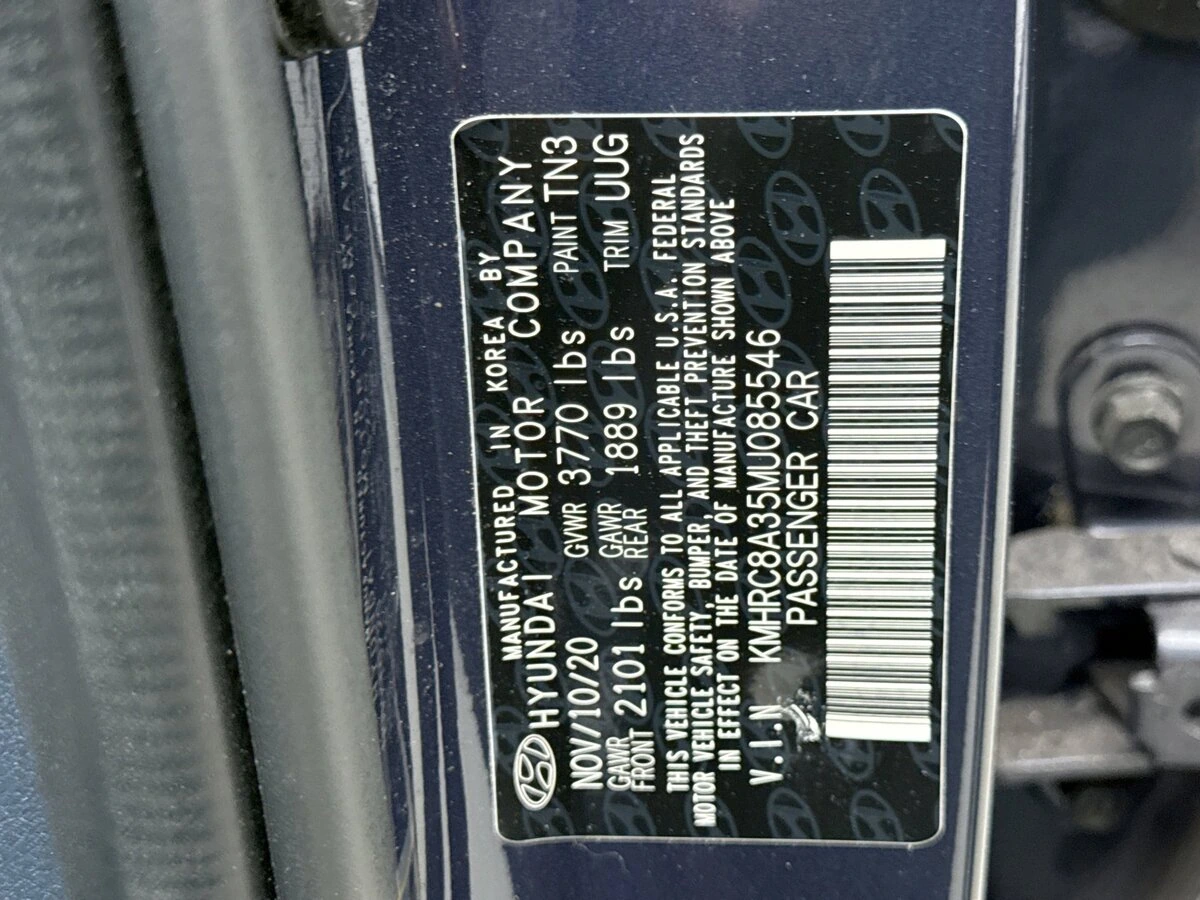 MANUFACTURED IN KOREA BY
HYUNDAI MOTOR COMPANY
NOV/10/20 GVWR 3770 lbs PAINT TN3
GAWR FRONT 2101 lbs GAWR REAR 1889 lbs TRIM UUG
THIS VEHICLE CONFORMS TO ALL APPLICABLE U.S.A. FEDERAL
MOTOR VEHICLE SAFETY, BUMPER, AND THEFT PREVENTION STANDARDS
IN EFFECT ON THE DATE OF MANUFACTURE SHOWN ABOVE
V.I.N KMHRC8A35MU085546
PASSENGER CAR